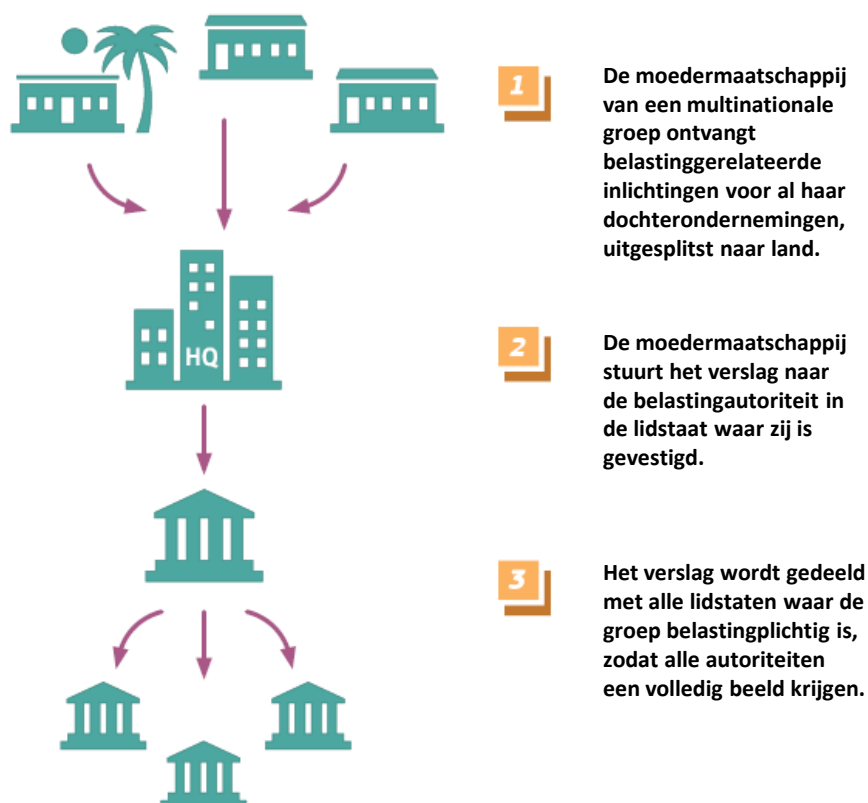 1
De moedermaatschappij
van een multinationale
groep ontvangt
belastinggerelateerde
inlichtingen voor al haar
dochterondernemingen,
uitgesplitst naar land.
HQ
2
De moedermaatschappij
stuurt het verslag naar
de belastingautoriteit in
de lidstaat waar zij is
gevestigd.
3
Het verslag wordt gedeeld
met alle lidstaten waar de
groep belastingplichtig is,
zodat alle autoriteiten
een volledig beeld krijgen.